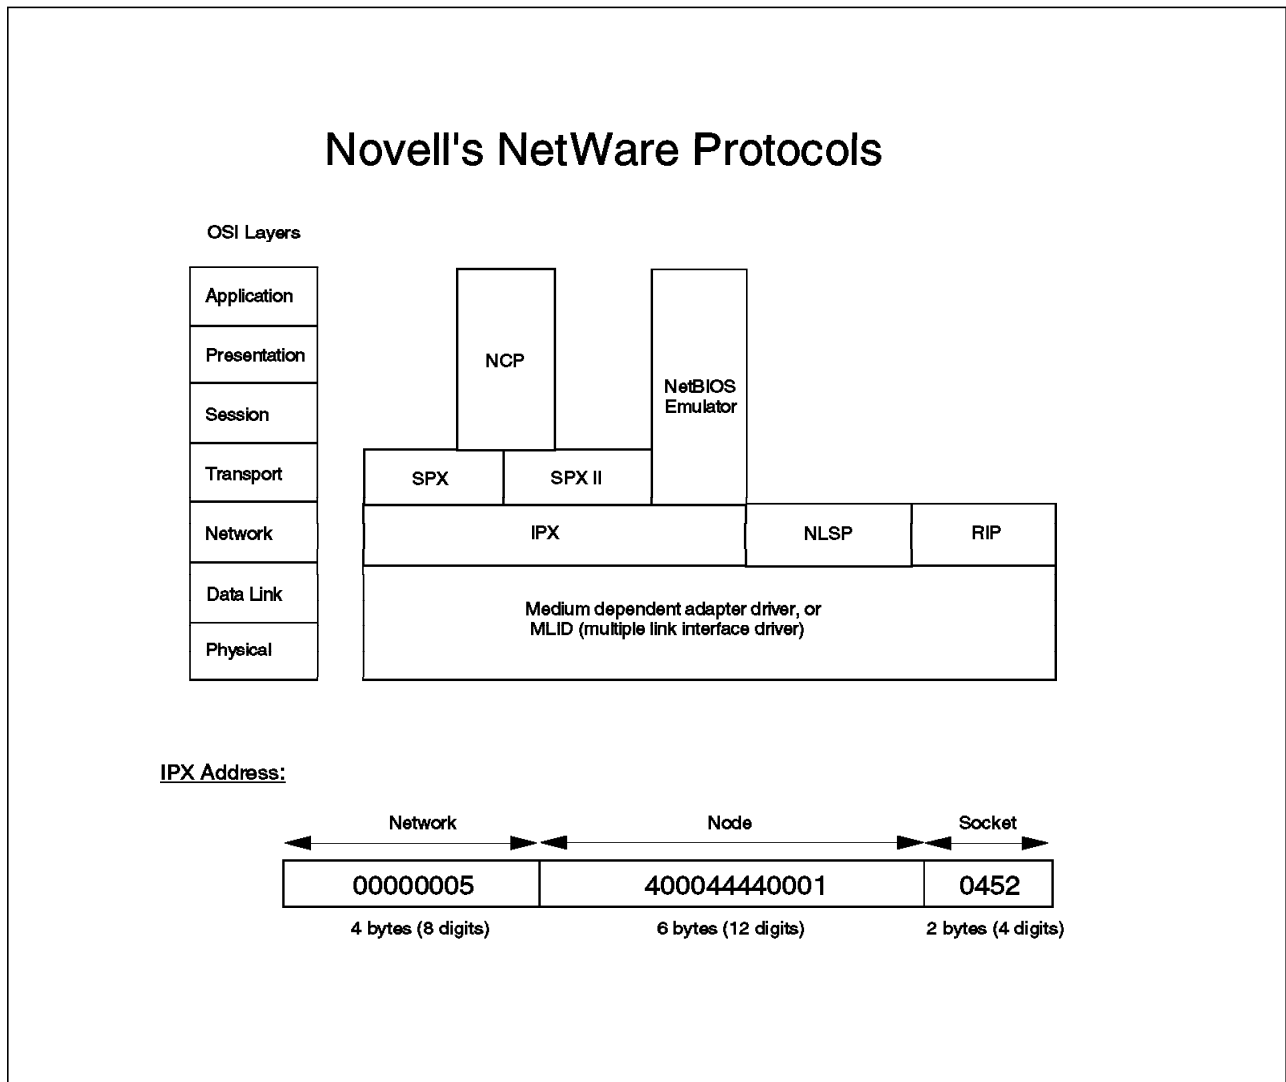 Novell's NetWare Protocols
OSI Layers
Application
Presentation
Session
Transport
Network
Data Link
Physical
NCP
NetBIOS
Emulator
SPX
SPX II
IPX
NLSP
RIP
Medium dependent adapter driver, or
MLID (multiple link interface driver)
IPX Address:
Network
Node
Socket
00000005
400044440001
0452
4 bytes (8 digits)
6 bytes (12 digits)
2 bytes (4 digits)